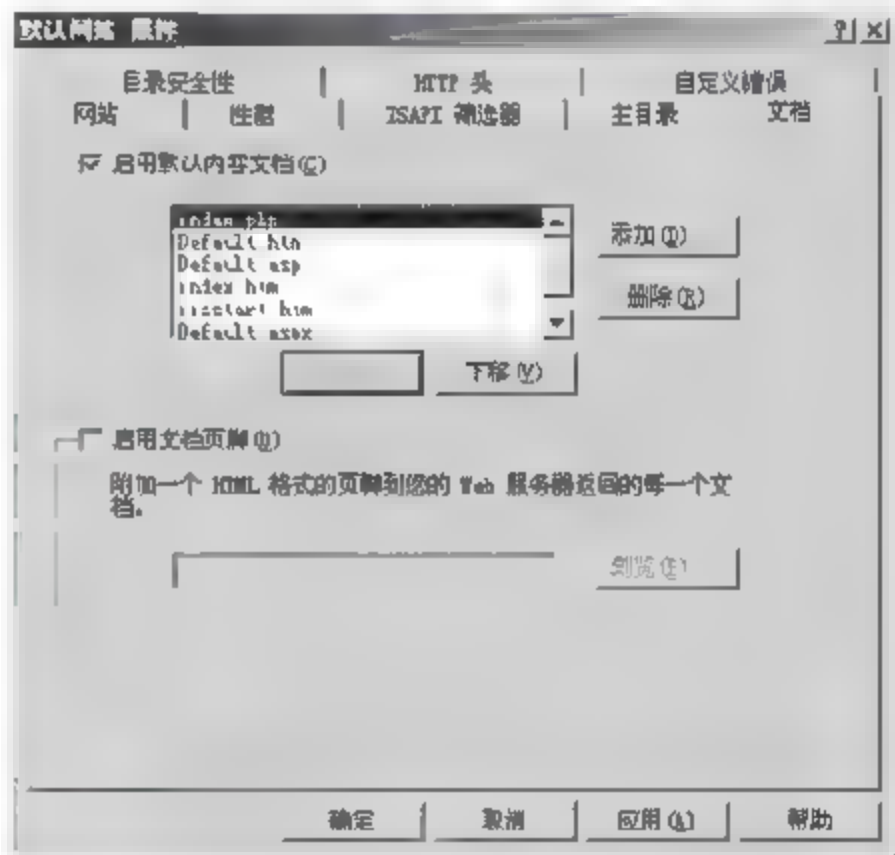 默认网站 属性
目录安全性 HTTP 头 自定义错误
网站 性能 ISAPI 筛选器 主目录 文档
启用默认内容文档(C)
index.php
Default.htm
Default.asp
index.htm
iisstart.htm
Default.aspx
添加(D)
删除(R)
下移(V)
启用文档页脚(O)
附加一个 HTML 格式的页脚到您的 Web 服务器返回的每一个文
档。
浏览
确定 取消 应用(A) 帮助